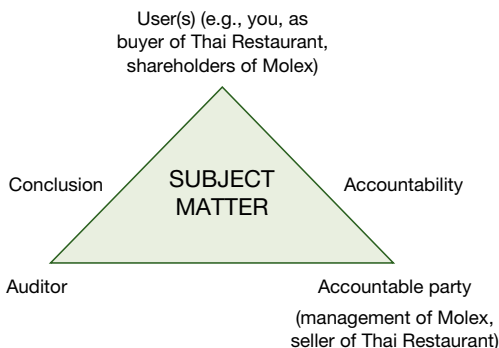 User(s) (e.g., you, as
buyer of Thai Restaurant,
shareholders of Molex)
Conclusion
SUBJECT
MATTER
Accountability
Auditor
Accountable party
(management of Molex,
seller of Thai Restaurant)